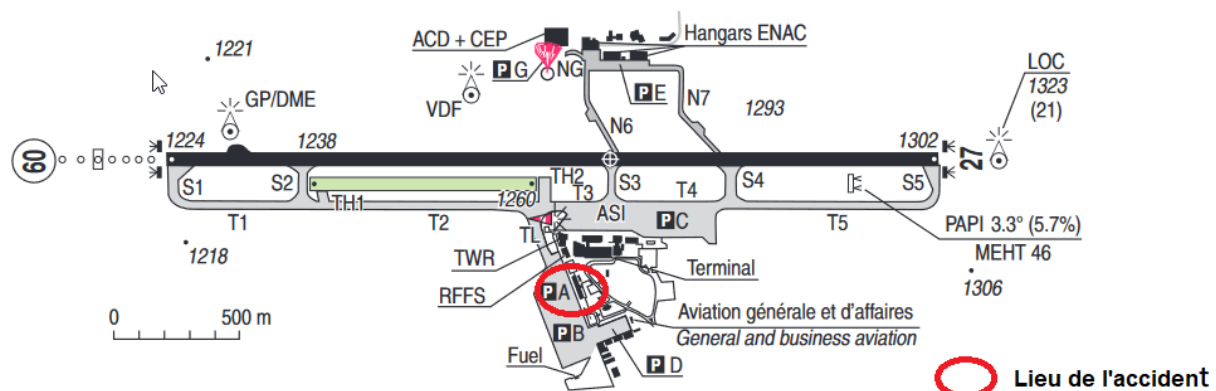 1221
ACD + CEP
Hangars ENAC
P G
NG
P E
LOC
1323
(21)
GP/DME
VDF
N7
1293
N6
09
1224
1238
1302
27
S1
S2
TH2
T3
S3
T4
S4
S5
TH1
1260
T1
T2
ASI
P C
T5
PAPI 3.3° (5.7%)
MEHT 46
1218
TL
TWR
Terminal
1306
RFFS
P A
0 500 m
Aviation générale et d'affaires
General and business aviation
P B
Fuel
P D
Lieu de l'accident